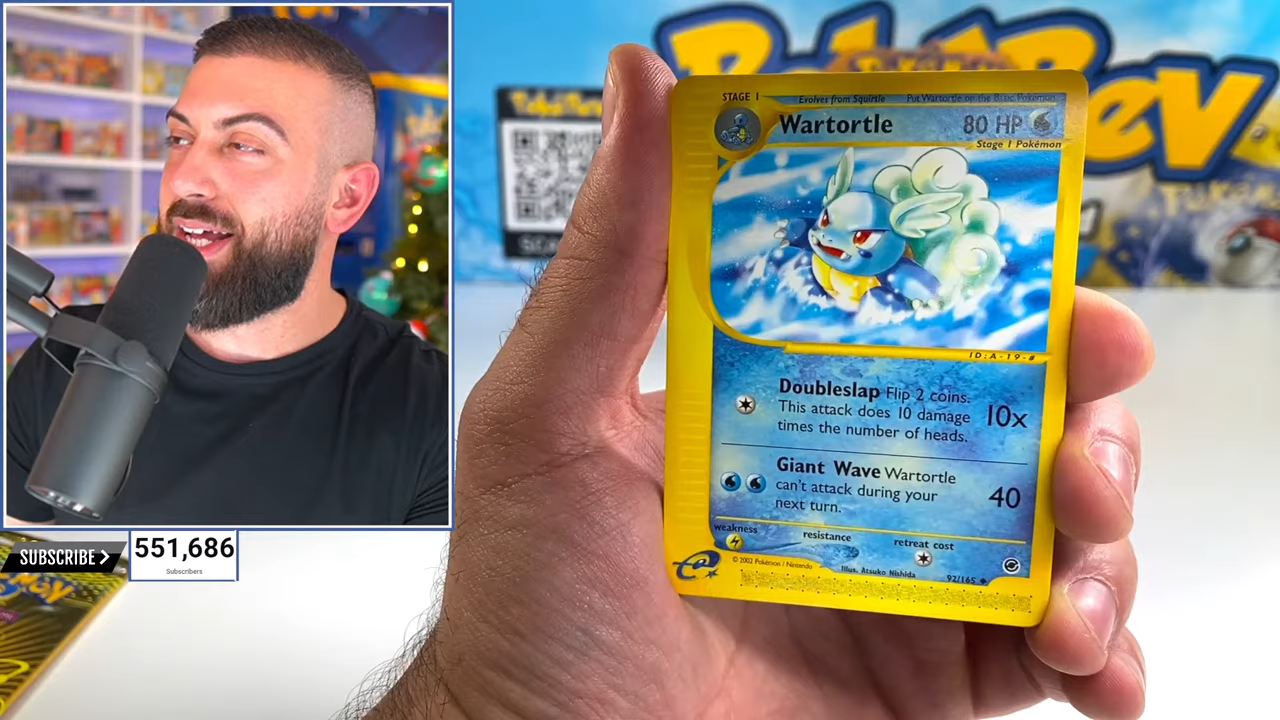 STAGE 1
Evolves from Squirtle
Put Wartortle on the Basic Pokémon
Wartortle
80 HP
Stage 1 Pokémon
ID:A-19-#
Doubleslap Flip 2 coins.
This attack does 10 damage
times the number of heads.
10x
Giant Wave Wartortle
can't attack during your
next turn.
40
weakness
resistance
retreat cost
©2002 Pokémon / Nintendo
Illus. Atsuko Nishida
92/165
SUBSCRIBE
551,686
Subscribers